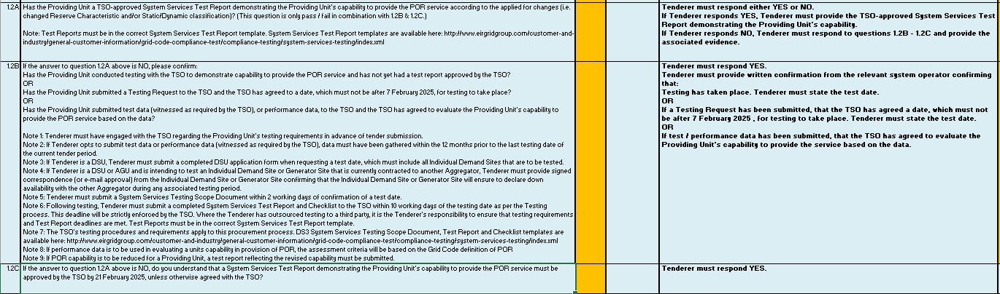 1.2A
Has the Providing Unit a TSO-approved System Services Test Report demonstrating the Providing Unit's capability to provide the POR service according to the applied for changes (i.e.
changed Reserve Characteristic and/or Static/Dynamic classification)? (This question is only pass / fail in combination with 1.2B & 1.2C.)
Note: Test Reports must be in the correct System Services Test Report template. System Services Test Report templates are available here: http://www.eirgridgroup.com/customer-and-
industry/general-customer-information/grid-code-compliance-test/compliance-testing/system-services-testing/index.xml
Tenderer must respond either YES or NO.
If Tenderer responds YES, Tenderer must provide the TSO-approved System Services Test
Report demonstrating the Providing Unit's capability.
If Tenderer responds NO, Tenderer must respond to questions 1.2B - 1.2C and provide the
associated evidence.
1.2B
If the answer to question 1.2A above is NO, please confirm:
Has the Providing Unit conducted testing with the TSO to demonstrate capability to provide the POR service and has not yet had a test report approved by the TSO?
OR
Has the Providing Unit submitted a Testing Request to the TSO and the TSO has agreed to a date, which must not be after 7 February 2025, for testing to take place?
OR
Has the Providing Unit submitted test data (witnessed as required by the TSO), or performance data, to the TSO and the TSO has agreed to evaluate the Providing Unit's capability to
provide the POR service based on the data?
Note 1: Tenderer must have engaged with the TSO regarding the Providing Unit's testing requirements in advance of tender submission.
Note 2: If Tenderer opts to submit test data or performance data (witnessed as required by the TSO), data must have been gathered within the 12 months prior to the last testing date of
the current tender period.
Note 3: If Tenderer is a DSU, Tenderer must submit a completed DSU application form when requesting a test date, which must include all Individual Demand Sites that are to be tested.
Note 4: If Tenderer is a DSU or AGU and is intending to test an Individual Demand Site or Generator Site that is currently contracted to another Aggregator, Tenderer must provide signed
correspondence (or e-mail approval) from the Individual Demand Site or Generator Site confirming that the Individual Demand Site or Generator Site will ensure to declare down
availability with the other Aggregator during any associated testing period.
Note 5: Tenderer must submit a System Services Testing Scope Document within 2 working days of confirmation of a test date.
Note 6: Following testing, Tenderer must submit a completed System Services Test Report and Checklist to the TSO within 10 working days of the testing date as per the Testing
process. This deadline will be strictly enforced by the TSO. Where the Tenderer has outsourced testing to a third party, it is the Tenderer's responsibility to ensure that testing requirements
and Test Report deadlines are met. Test Reports must be in the correct System Services Test Report template.
Note 7: The TSO's testing procedures and requirements apply to this procurement process. DS3 System Services Testing Scope Document, Test Report and Checklist templates are
available here: http://www.eirgridgroup.com/customer-and-industry/general-customer-information/grid-code-compliance-test/compliance-testing/system-services-testing/index.xml
Note 8: If performance data is to be used in evaluating a units capability in provision of POR, the assessment criteria will be based on the Grid Code definition of POR
Note 9: If POR capability is to be reduced for a Providing Unit, a test report reflecting the revised capability must be submitted.
Tenderer must respond YES.
Tenderer must provide written confirmation from the relevant system operator confirming
that:
Testing has taken place. Tenderer must state the test date.
OR
If a Testing Request has been submitted, that the TSO has agreed a date, which must not
be after 7 February 2025 , for testing to take place. Tenderer must state the test date.
OR
If test / performance data has been submitted, that the TSO has agreed to evaluate the
Providing Unit's capability to provide the service based on the data.
1.2C
If the answer to question 1.2A above is NO, do you understand that a System Services Test Report demonstrating the Providing Unit's capability to provide the POR service must be
approved by the TSO by 21 February 2025, unless otherwise agreed with the TSO?
Tenderer must respond YES.